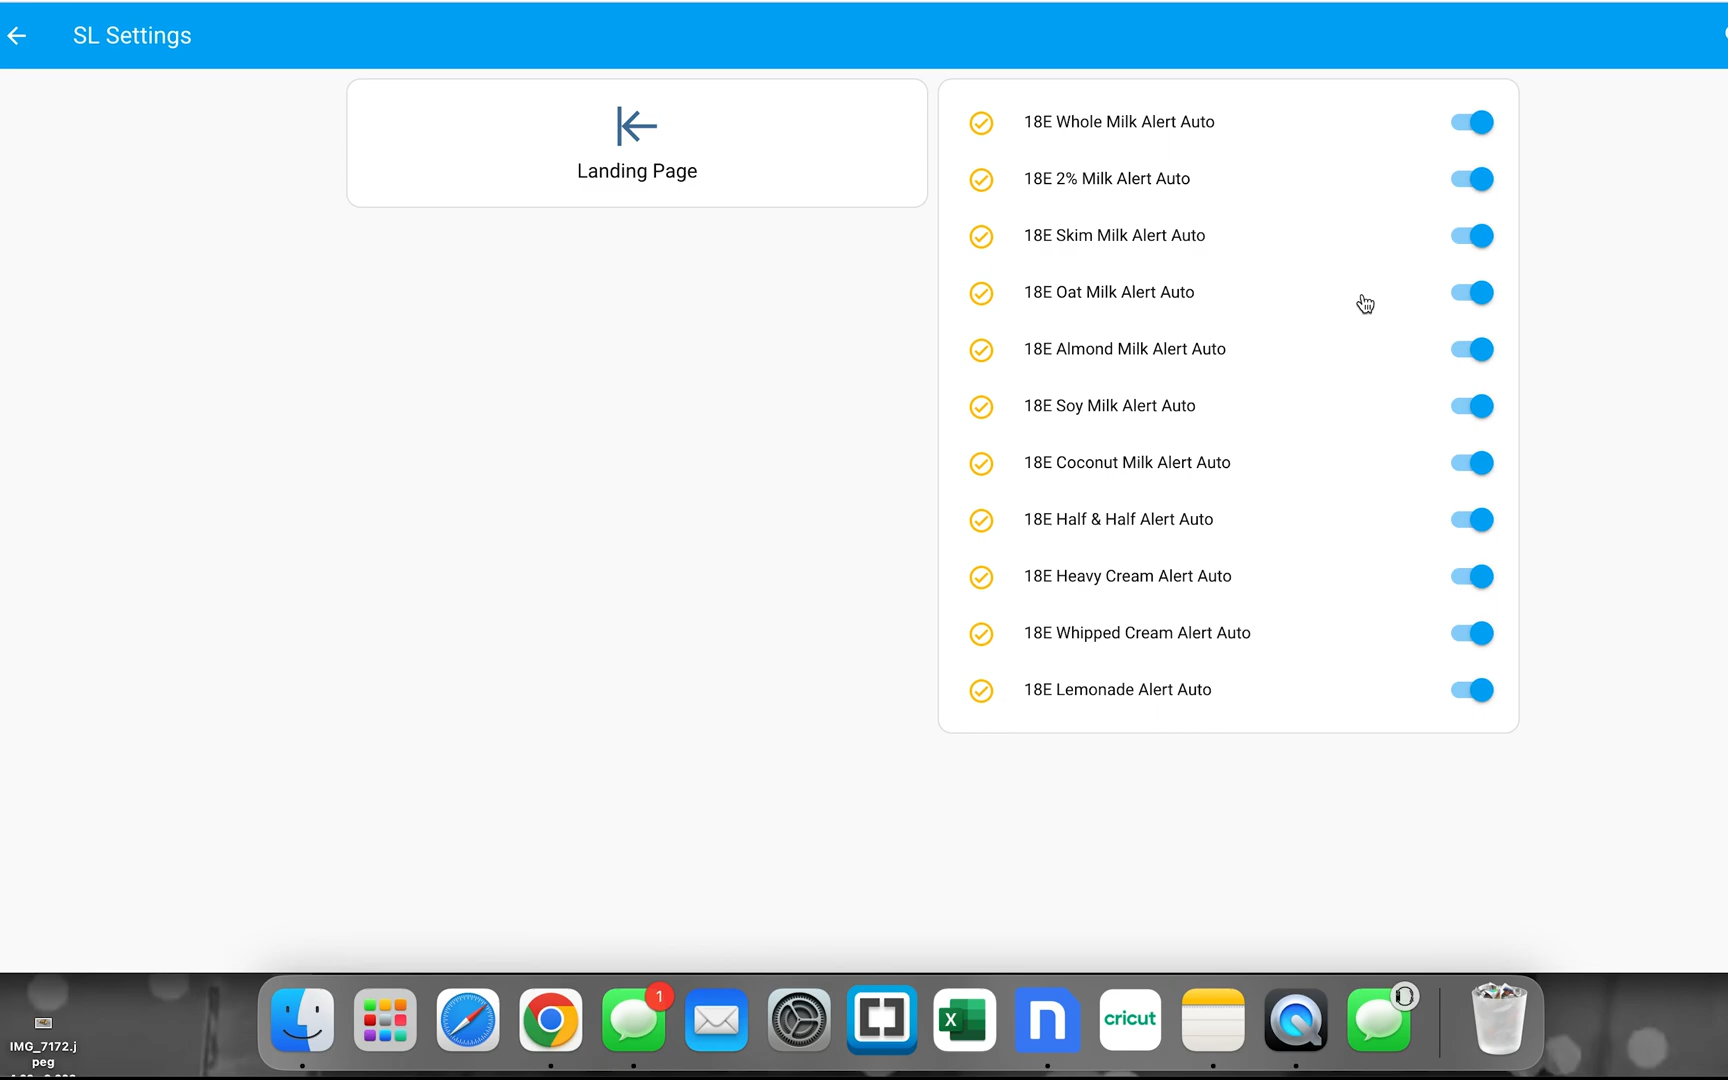 SL Settings
Landing Page
18E Whole Milk Alert Auto
18E 2% Milk Alert Auto
18E Skim Milk Alert Auto
18E Oat Milk Alert Auto
18E Almond Milk Alert Auto
18E Soy Milk Alert Auto
18E Coconut Milk Alert Auto
18E Half & Half Alert Auto
18E Heavy Cream Alert Auto
18E Whipped Cream Alert Auto
18E Lemonade Alert Auto
1
X
n
cricut
IMG_7172.j
peg